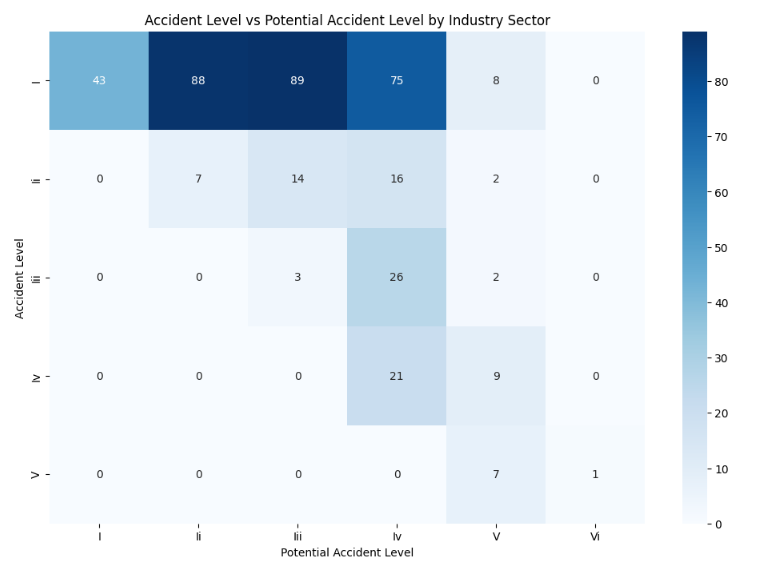 Accident Level vs Potential Accident Level by Industry Sector
I 43 88 89 75 8 0
Ii 0 7 14 16 2 0
Iii 0 0 3 26 2 0
Iv 0 0 0 21 9 0
V 0 0 0 0 7 1
I Ii Iii Iv V Vi
Potential Accident Level
Accident Level
80
70
60
50
40
30
20
10
0